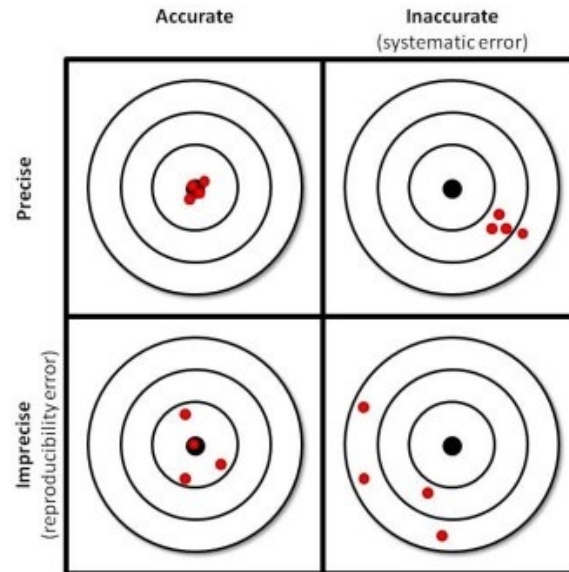 Accurate
Inaccurate
(systematic error)
Precise
Imprecise
(reproducibility error)